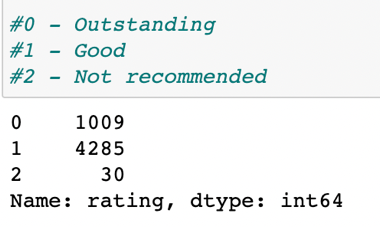 #0 - Outstanding
#1 - Good
#2 - Not recommended
0    1009
1    4285
2      30
Name: rating, dtype: int64